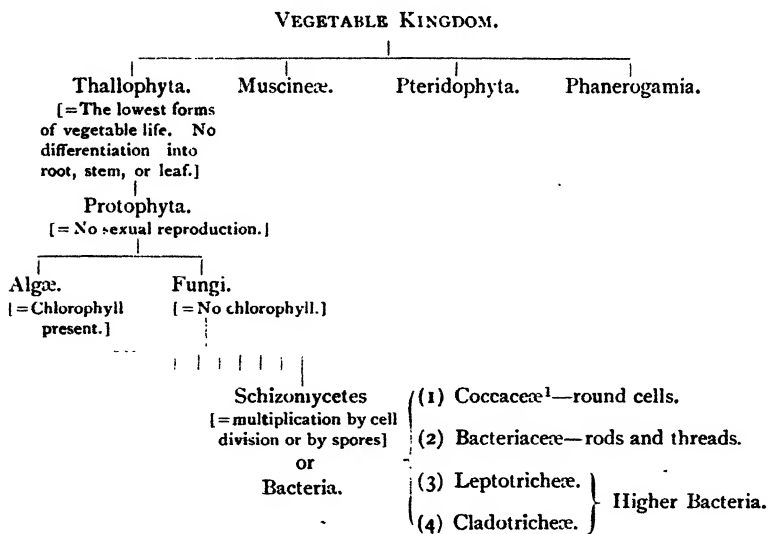 VEGETABLE KINGDOM.
Thallophyta. Muscineæ. Pteridophyta. Phanerogamia.
[=The lowest forms
of vegetable life. No
differentiation into
root, stem, or leaf.]
Protophyta.
[= No sexual reproduction.]
Algæ. Fungi.
[=Chlorophyll [= No chlorophyll.]
present.]
Schizomycetes
[=multiplication by cell
division or by spores]
or
Bacteria.
(1) Coccaceæ¹—round cells.
(2) Bacteriaceæ—rods and threads.
(3) Leptotricheæ.
(4) Cladotricheæ.
Higher Bacteria.